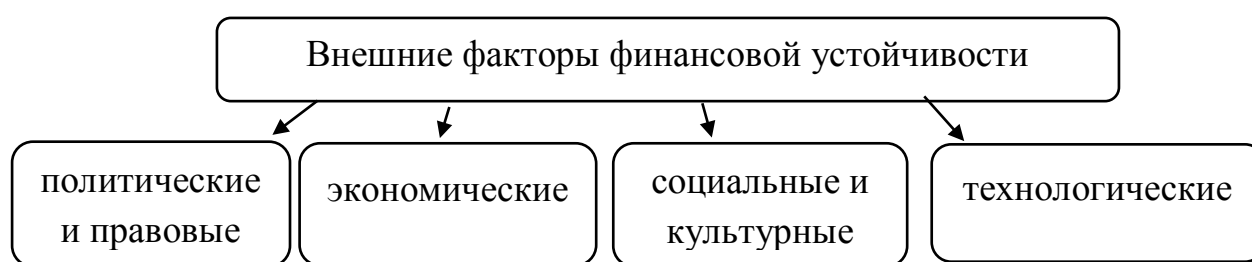 Внешние факторы финансовой устойчивости
политические
и правовые
экономические
социальные и
культурные
технологические